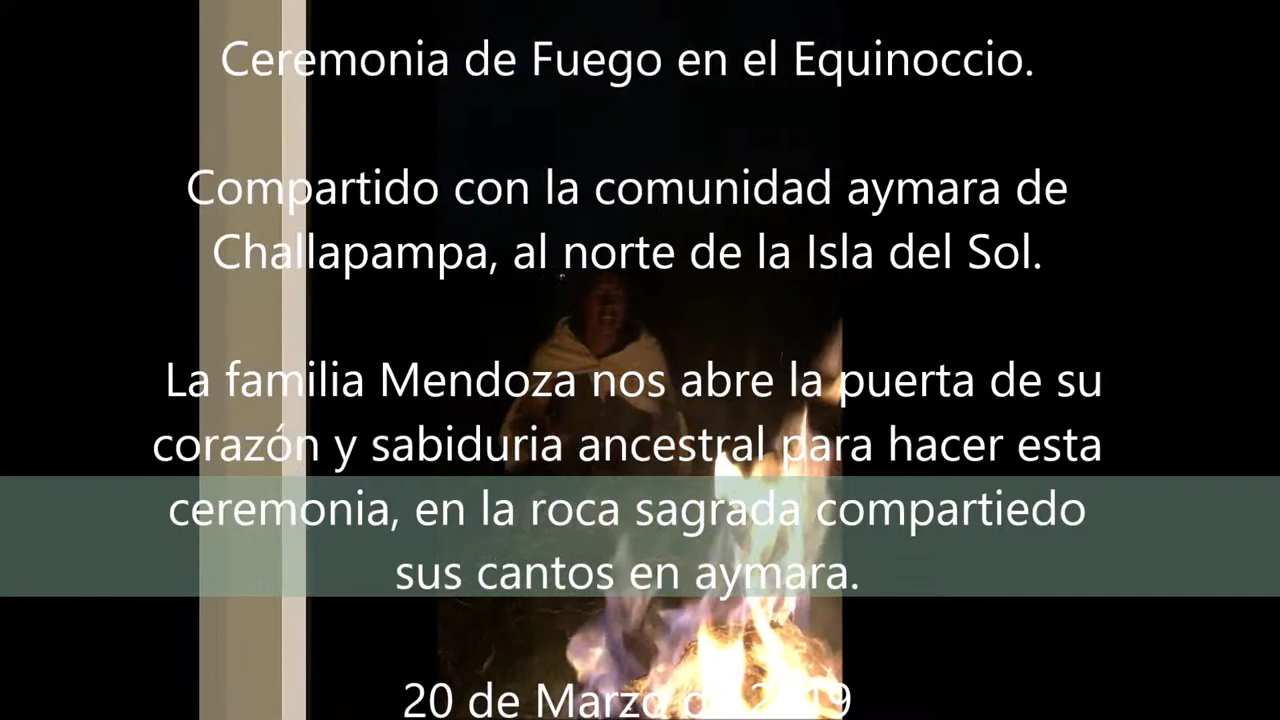 Ceremonia de Fuego en el Equinoccio.
Compartido con la comunidad aymara de
Challapampa, al norte de la Isla del Sol.
La familia Mendoza nos abre la puerta de su
corazón y sabiduria ancestral para hacer esta
ceremonia, en la roca sagrada compartiedo
sus cantos en aymara.
20 de Marzo de 2019